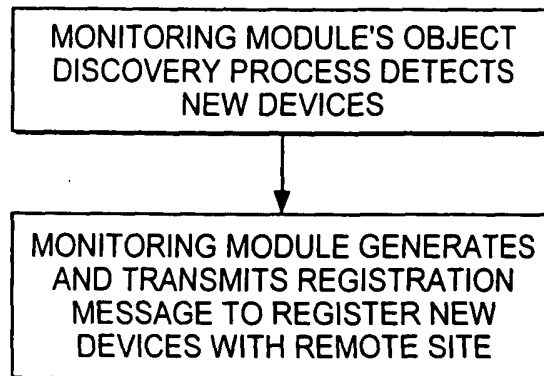 MONITORING MODULE'S OBJECT
DISCOVERY PROCESS DETECTS
NEW DEVICES
MONITORING MODULE GENERATES
AND TRANSMITS REGISTRATION
MESSAGE TO REGISTER NEW
DEVICES WITH REMOTE SITE